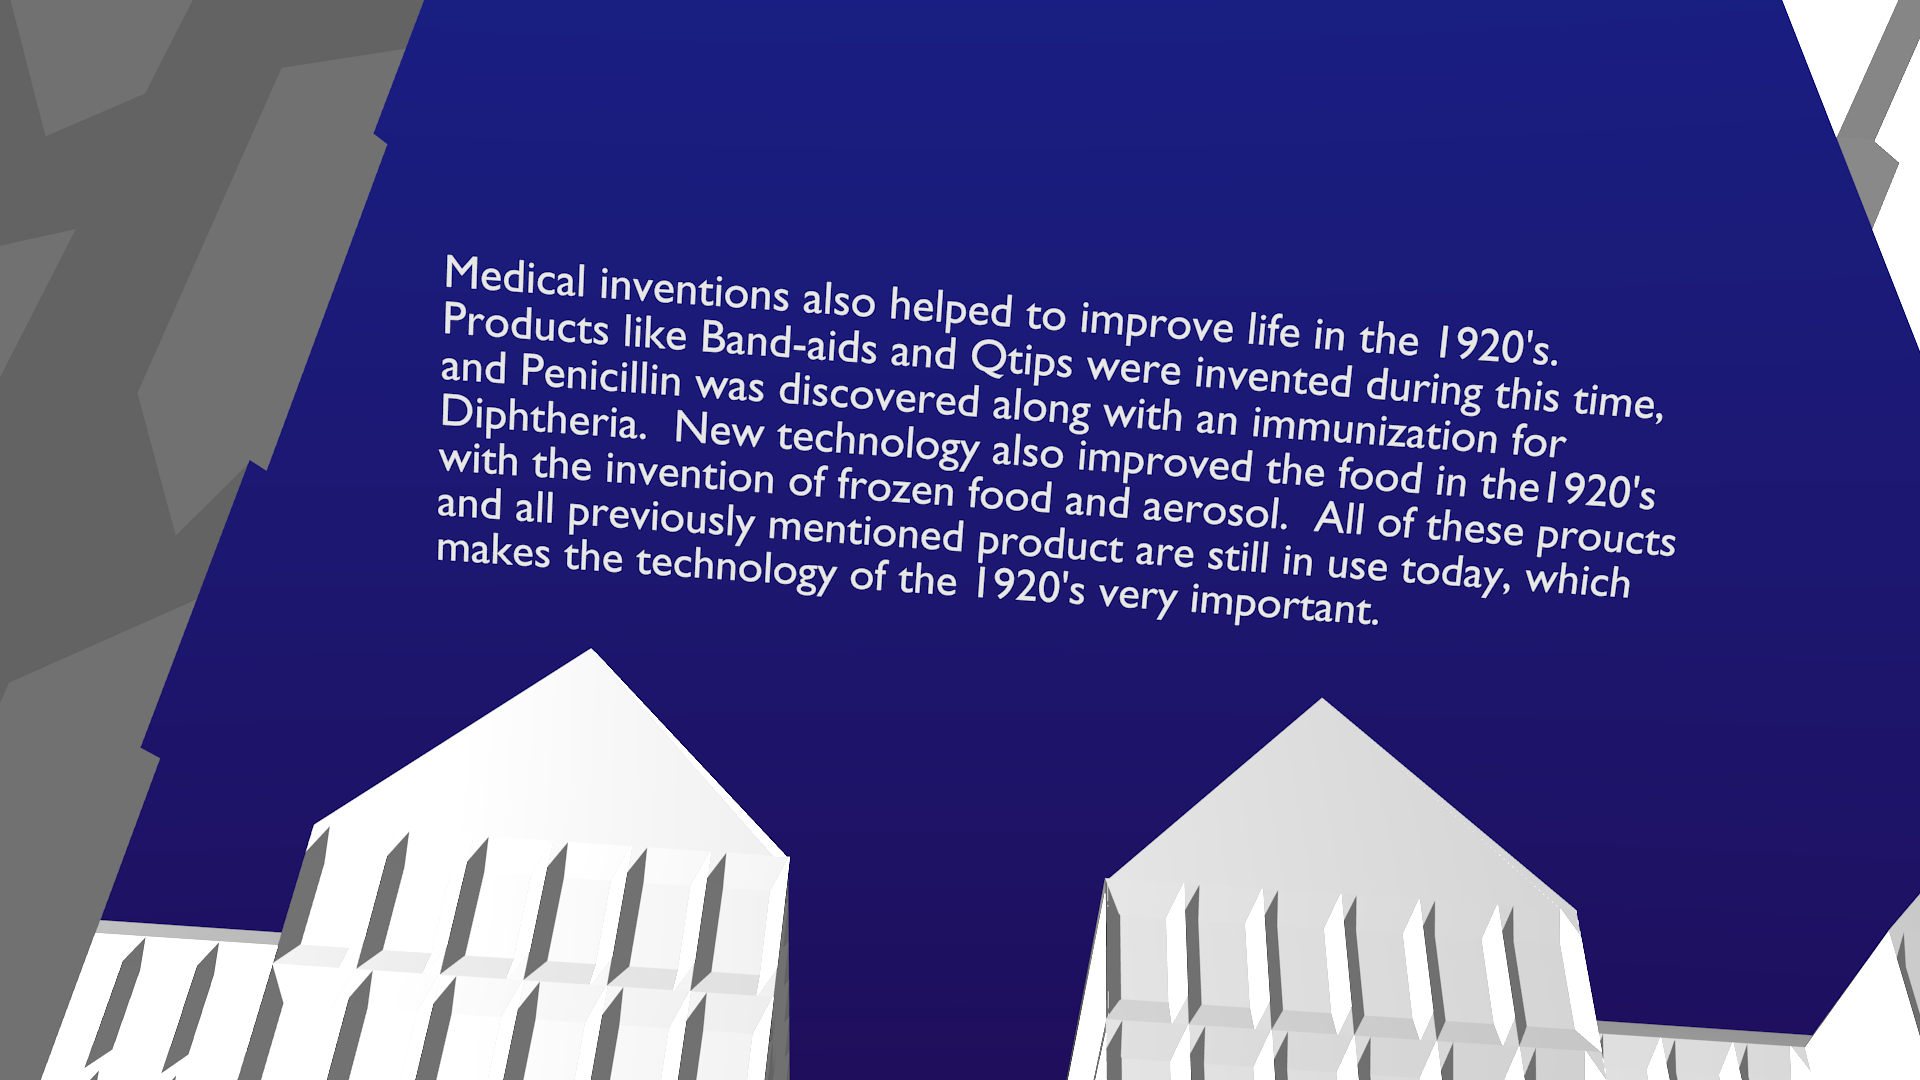 Medical inventions also helped to improve life in the 1920's.
Products like Band-aids and Qtips were invented during this time,
and Penicillin was discovered along with an immunization for
Diphtheria.  New technology also improved the food in the1920's
with the invention of frozen food and aerosol.  All of these proucts
and all previously mentioned product are still in use today, which
makes the technology of the 1920's very important.